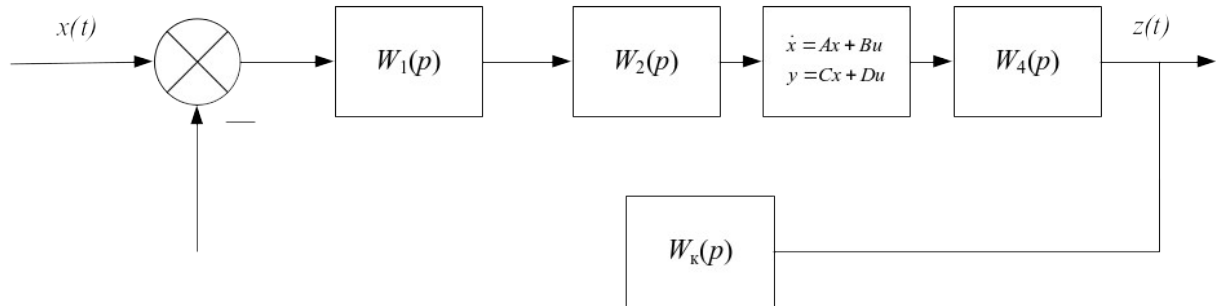 x(t)
z(t)
W₁(p)
W₂(p)
ẋ = Ax + Bu
y = Cx + Du
W₄(p)
—
Wк(p)